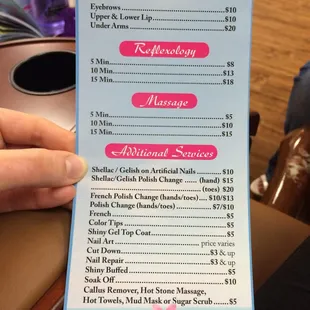 Eyebrows $10
Upper & Lower Lip $10
Under Arms $20
Reflexology
5 Min. $8
10 Min. $13
15 Min. $18
Massage
5 Min. $5
10 Min. $10
15 Min. $15
Additional Services
Shellac / Gelish on Artificial Nails $10
Shellac/Gelish Polish Change (hand) $15
(toes) $20
French Polish Change (hands/toes) $10/$13
Polish Change (hands/toes) $7/$10
French $5
Color Tips $5
Shiny Gel Top Coat $5
Nail Art price varies
Cut Down $3 & up
Nail Repair $3 & up
Shiny Buffed $5
Soak Off $10
Callus Remover, Hot Stone Massage,
Hot Towels, Mud Mask or Sugar Scrub $5